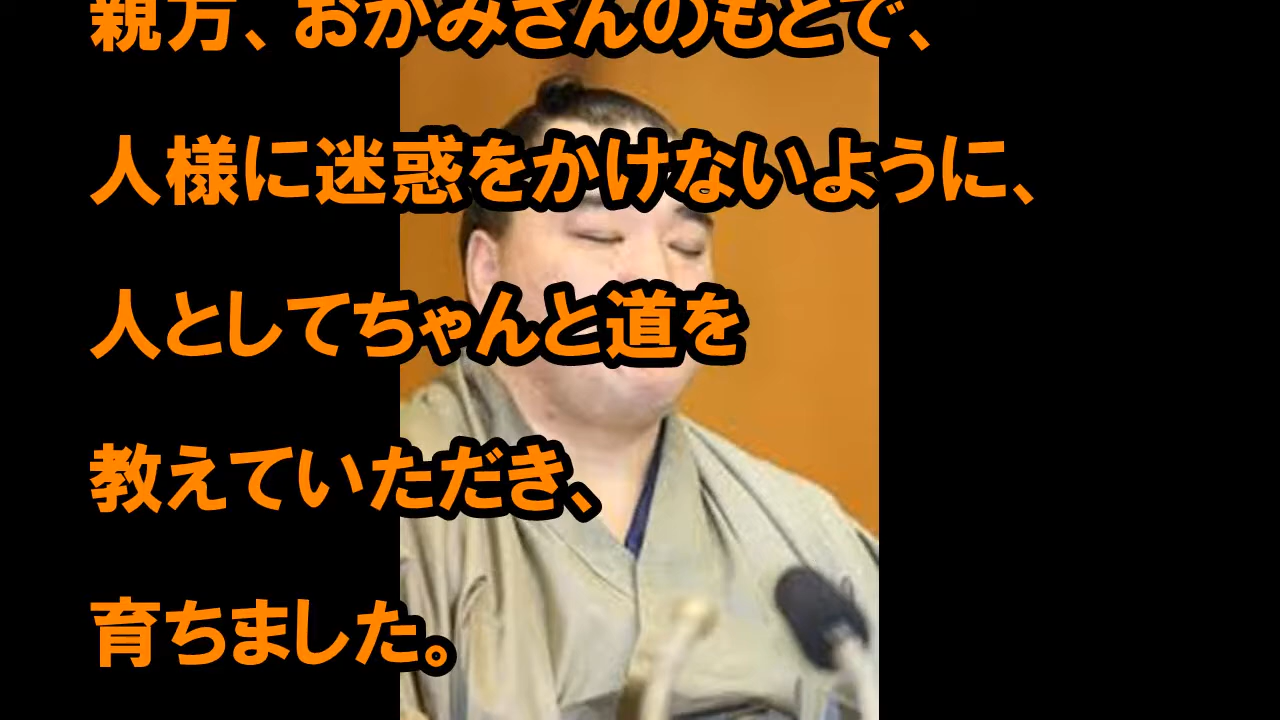 親方、おかみさんのもとで、
人様に迷惑をかけないように、
人としてちゃんと道を
教えていただき、
育ちました。